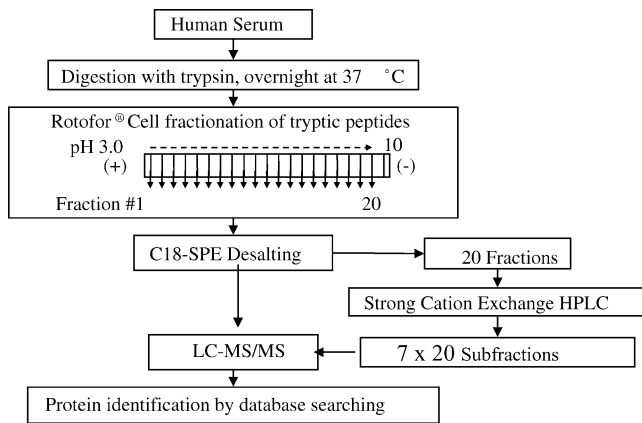 Human Serum
Digestion with trypsin, overnight at 37 °C
Rotofor ® Cell fractionation of tryptic peptides
pH 3.0 10
(+) (-)
Fraction #1 20
C18-SPE Desalting
20 Fractions
Strong Cation Exchange HPLC
LC-MS/MS
7 x 20 Subfractions
Protein identification by database searching